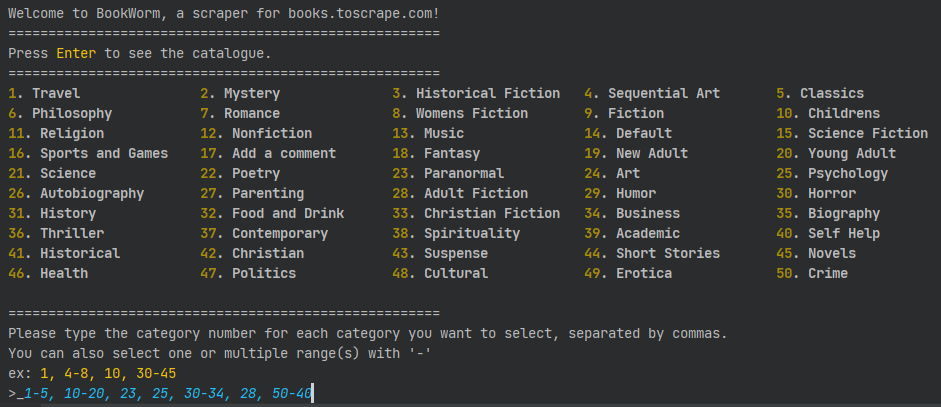 Welcome to BookWorm, a scraper for books.toscrape.com!
======================================================
Press Enter to see the catalogue.
======================================================
1. Travel 2. Mystery 3. Historical Fiction 4. Sequential Art 5. Classics
6. Philosophy 7. Romance 8. Womens Fiction 9. Fiction 10. Childrens
11. Religion 12. Nonfiction 13. Music 14. Default 15. Science Fiction
16. Sports and Games 17. Add a comment 18. Fantasy 19. New Adult 20. Young Adult
21. Science 22. Poetry 23. Paranormal 24. Art 25. Psychology
26. Autobiography 27. Parenting 28. Adult Fiction 29. Humor 30. Horror
31. History 32. Food and Drink 33. Christian Fiction 34. Business 35. Biography
36. Thriller 37. Contemporary 38. Spirituality 39. Academic 40. Self Help
41. Historical 42. Christian 43. Suspense 44. Short Stories 45. Novels
46. Health 47. Politics 48. Cultural 49. Erotica 50. Crime
======================================================
Please type the category number for each category you want to select, separated by commas.
You can also select one or multiple range(s) with '-'
ex: 1, 4-8, 10, 30-45
>_1-5, 10-20, 23, 25, 30-34, 28, 50-40